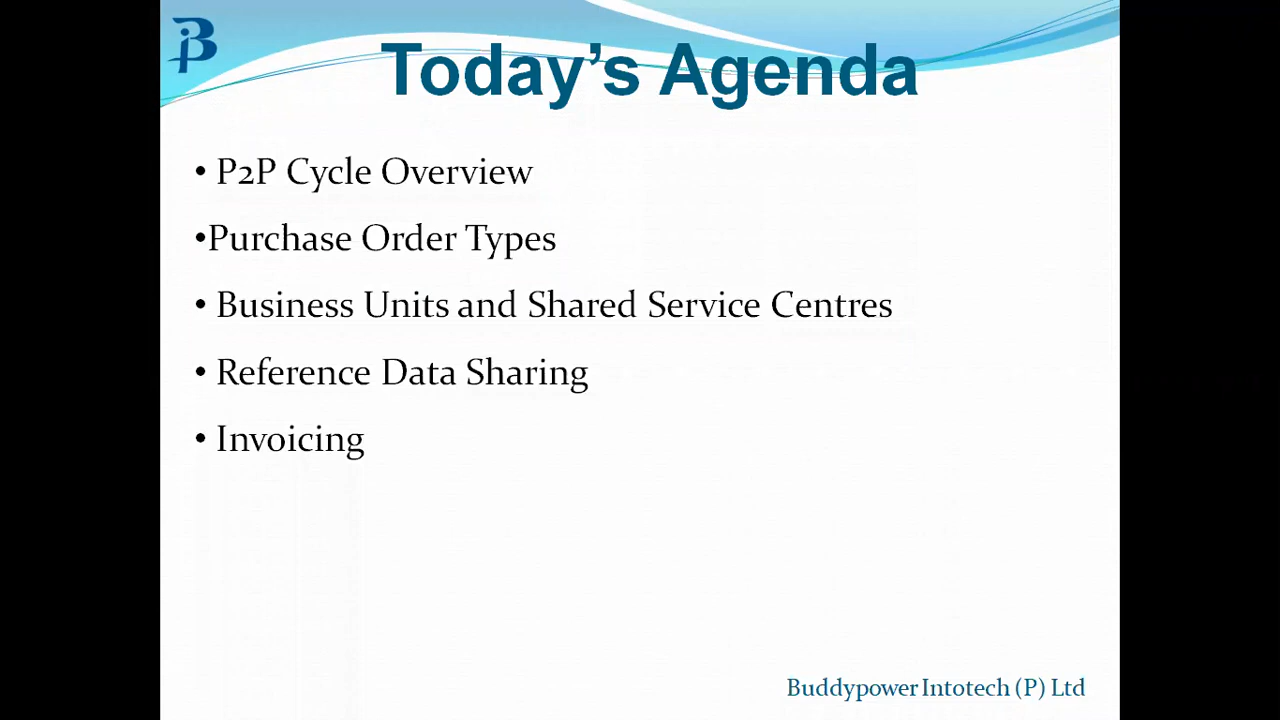 Today’s Agenda
• P2P Cycle Overview
•Purchase Order Types
• Business Units and Shared Service Centres
• Reference Data Sharing
• Invoicing
Buddypower Intotech (P) Ltd